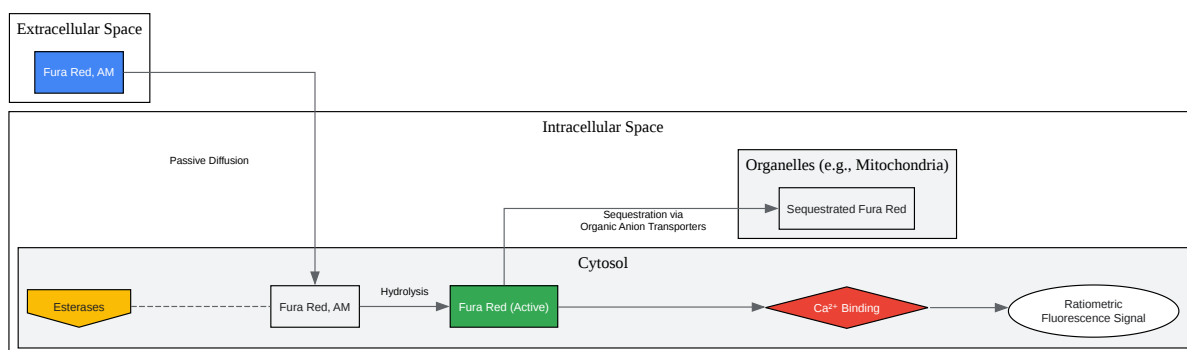 Extracellular Space
Fura Red, AM
Intracellular Space
Passive Diffusion
Organelles (e.g., Mitochondria)
Sequestrated Fura Red
Sequestration via
Organic Anion Transporters
Cytosol
Esterases
Fura Red, AM
Hydrolysis
Fura Red (Active)
Ca²⁺ Binding
Ratiometric
Fluorescence Signal